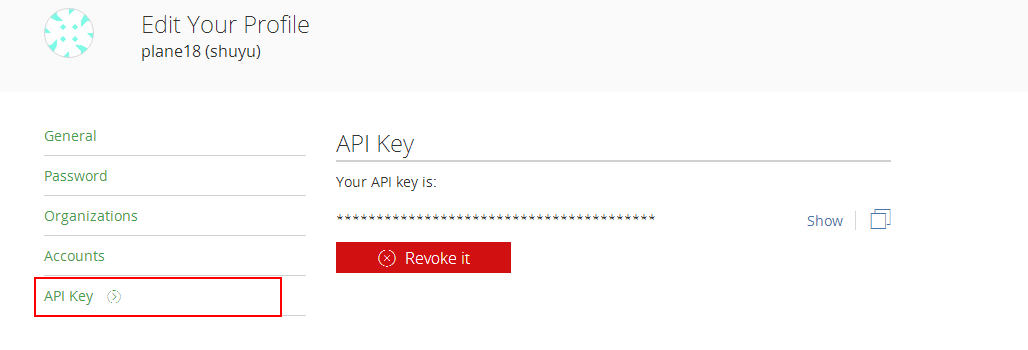 Edit Your Profile
plane18 (shuyu)
General
Password
Organizations
Accounts
API Key
API Key
Your API key is:
****************************************
Show
Revoke it